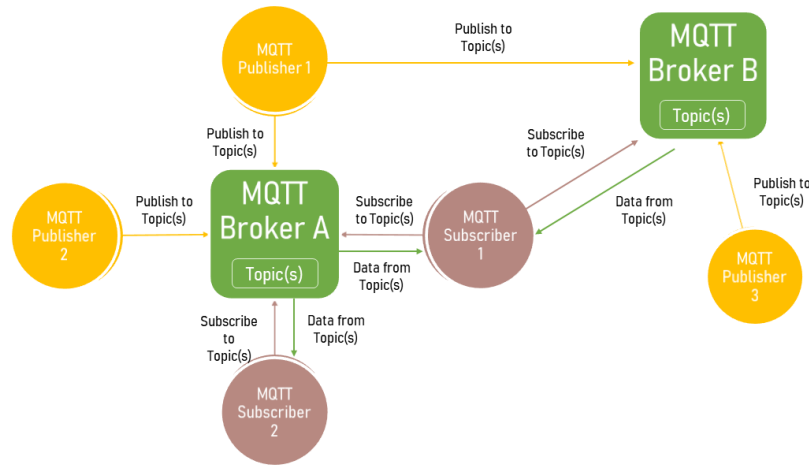 MQTT
Publisher 1
Publish to
Topic(s)
MQTT
Broker B
Topic(s)
Publish to
Topic(s)
Subscribe
to Topic(s)
MQTT
Broker A
Topic(s)
MQTT
Publisher
2
Publish to
Topic(s)
Subscribe
to Topic(s)
Data from
Topic(s)
MQTT
Subscriber
1
Data from
Topic(s)
Publish to
Topic(s)
MQTT
Publisher
3
Subscribe
to
Topic(s)
Data from
Topic(s)
MQTT
Subscriber
2